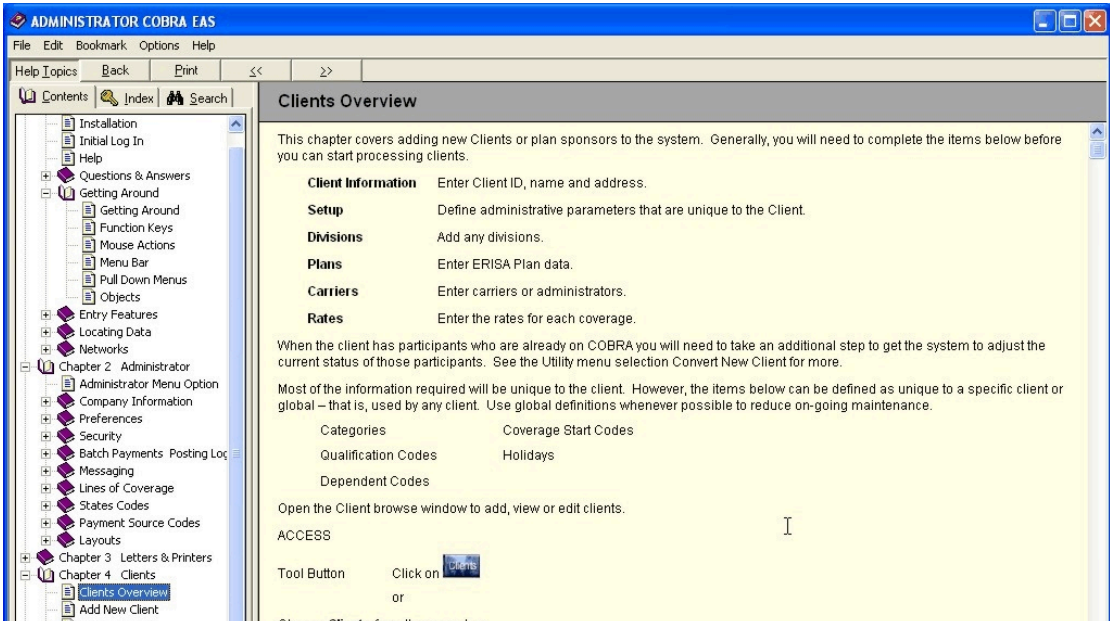 ADMINISTRATOR COBRA EAS
File Edit Bookmark Options Help
Help Topics Back Print << >>
Contents Index Search
Installation
Initial Log In
Help
Questions & Answers
Getting Around
Getting Around
Function Keys
Mouse Actions
Menu Bar
Pull Down Menus
Objects
Entry Features
Locating Data
Networks
Chapter 2 Administrator
Administrator Menu Option
Company Information
Preferences
Security
Batch Payments Posting Log
Messaging
Lines of Coverage
States Codes
Payment Source Codes
Layouts
Chapter 3 Letters & Printers
Chapter 4 Clients
Clients Overview
Add New Client
Clients Overview
This chapter covers adding new Clients or plan sponsors to the system. Generally, you will need to complete the items below before
you can start processing clients.
Client Information Enter Client ID, name and address.
Setup Define administrative parameters that are unique to the Client.
Divisions Add any divisions.
Plans Enter ERISA Plan data.
Carriers Enter carriers or administrators.
Rates Enter the rates for each coverage.
When the client has participants who are already on COBRA you will need to take an additional step to get the system to adjust the
current status of those participants. See the Utility menu selection Convert New Client for more.
Most of the information required will be unique to the client. However, the items below can be defined as unique to a specific client or
global – that is, used by any client. Use global definitions whenever possible to reduce on-going maintenance.
Categories Coverage Start Codes
Qualification Codes Holidays
Dependent Codes
Open the Client browse window to add, view or edit clients.
ACCESS
Tool Button Click on Clients
or